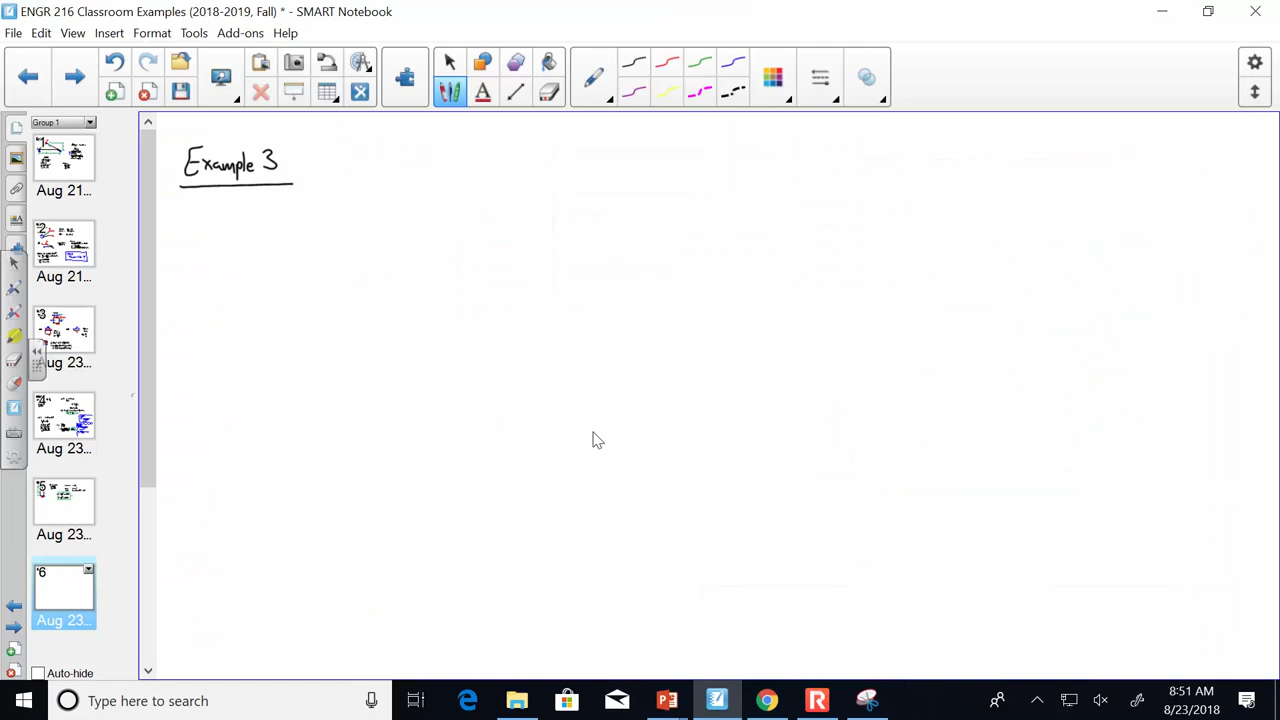 ENGR 216 Classroom Examples (2018-2019, Fall) * - SMART Notebook
File Edit View Insert Format Tools Add-ons Help
Group 1
Example 3
Aug 21...
Aug 21...
Aug 23...
Aug 23...
Aug 23...
6
Aug 23...
Auto-hide
Type here to search
8:51 AM
8/23/2018